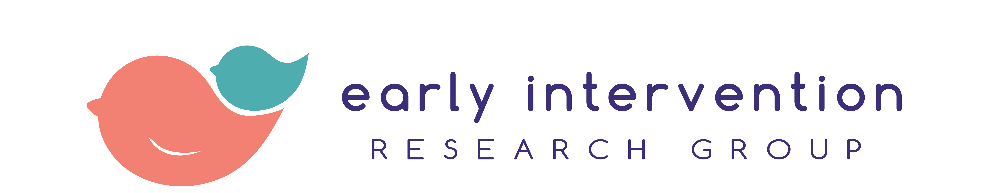 early intervention
RESEARCH GROUP